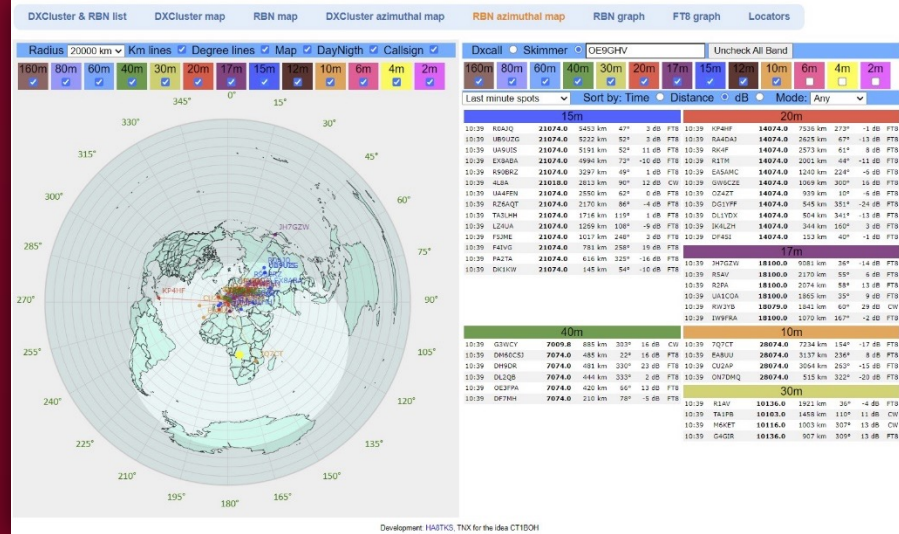 DXCluster & RBN list DXCluster map RBN map DXCluster azimuthal map RBN azimuthal map RBN graph FT8 graph Locators
Radius 20000 km Km lines Degree lines Map DayNigth Callsign
160m 80m 60m 40m 30m 20m 17m 15m 12m 10m 6m 4m 2m
345° 0° 15°
330° 30°
315° 45°
300° 60°
JH7GZW
285° 75°
KP4HF
270° 90°
7Q7CT
255° 105°
240° 120°
225° 135°
210° 150°
195° 165°
180°
Dxcall Skimmer OE9GHV Uncheck All Band
160m 80m 60m 40m 30m 20m 17m 15m 12m 10m 6m 4m 2m
Last minute spots Sort by: Time Distance dB Mode: Any
15m
10:39 R0AJQ 21074.0 5453 km 47° 3 dB FT8
10:39 UB9UZG 21074.0 5222 km 52° 3 dB FT8
10:39 UA9UIS 21074.0 5191 km 52° 11 dB FT8
10:39 EX8ABA 21074.0 4994 km 73° -10 dB FT8
10:39 R90BRZ 21074.0 3297 km 49° 1 dB FT8
10:39 4L8A 21018.0 2813 km 90° 12 dB CW
10:39 UA4FEN 21074.0 2550 km 62° 0 dB FT8
10:39 RZ6AQT 21074.0 2170 km 86° -4 dB FT8
10:39 TA3LHH 21074.0 1716 km 119° 1 dB FT8
10:39 LZ4UA 21074.0 1269 km 108° -9 dB FT8
10:39 F5JME 21074.0 1017 km 248° 3 dB FT8
10:39 F4IVG 21074.0 781 km 258° 19 dB FT8
10:39 PA2TA 21074.0 616 km 325° -16 dB FT8
10:39 DK1KW 21074.0 145 km 54° -10 dB FT8
20m
10:39 KP4HF 14074.0 7536 km 273° -1 dB FT8
10:39 RA4DAJ 14074.0 2625 km 67° -13 dB FT8
10:39 RK4F 14074.0 2573 km 61° 8 dB FT8
10:39 R1TM 14074.0 2001 km 44° -11 dB FT8
10:39 EA5AMC 14074.0 1240 km 224° -5 dB FT8
10:39 GW6CZE 14074.0 1069 km 300° 16 dB FT8
10:39 OZ4ZT 14074.0 939 km 10° -6 dB FT8
10:39 DG1YFF 14074.0 545 km 351° -24 dB FT8
10:39 DL1YDX 14074.0 504 km 341° -13 dB FT8
10:39 IK4LZH 14074.0 344 km 160° 3 dB FT8
10:39 DF4SI 14074.0 153 km 40° -1 dB FT8
17m
10:39 JH7GZW 18100.0 9081 km 36° -14 dB FT8
10:39 R5AV 18100.0 2170 km 55° 6 dB FT8
10:39 R2PA 18100.0 2074 km 58° 13 dB FT8
10:39 UA1COA 18100.0 1865 km 35° 9 dB FT8
10:39 RW3YB 18079.0 1841 km 60° 29 dB CW
10:39 IW9FRA 18100.0 1070 km 167° -2 dB FT8
40m
10:39 G3WCY 7009.8 885 km 303° 16 dB CW
10:39 DM60CSJ 7074.0 485 km 22° 16 dB FT8
10:39 DH9DR 7074.0 481 km 330° 23 dB FT8
10:39 DL2QB 7074.0 444 km 333° 2 dB FT8
10:39 OE3FPA 7074.0 420 km 66° 13 dB FT8
10:39 DF7MH 7074.0 210 km 78° -5 dB FT8
10m
10:39 7Q7CT 28074.0 7234 km 154° -17 dB FT8
10:39 EA8UU 28074.0 3137 km 236° 8 dB FT8
10:39 CU2AP 28074.0 3064 km 263° -15 dB FT8
10:39 ON7DMQ 28074.0 515 km 322° -20 dB FT8
30m
10:39 R1AV 10136.0 1921 km 36° -4 dB FT8
10:39 TA1PB 10103.0 1458 km 110° 11 dB CW
10:39 M6KET 10116.0 1003 km 307° 13 dB CW
10:39 G4GIR 10136.0 907 km 309° 13 dB FT8
Development: HA8TKS, TNX for the idea CT1BOH